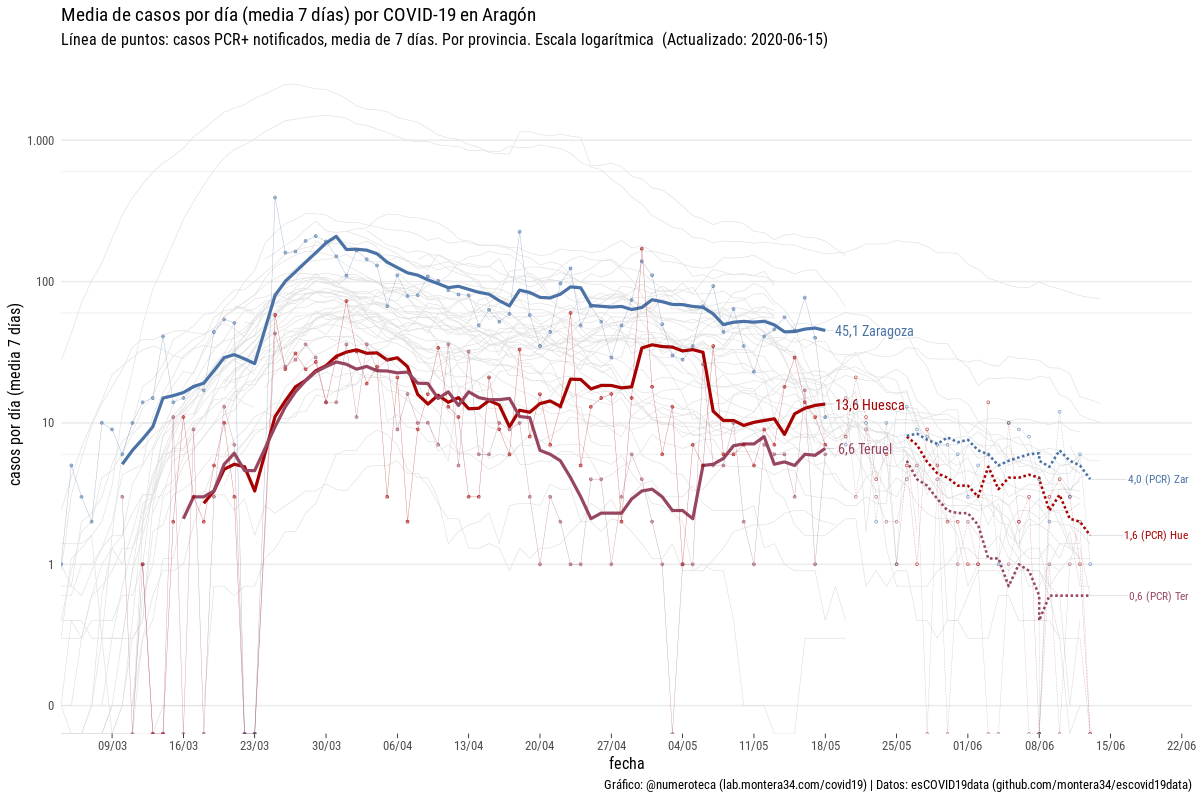 Media de casos por día (media 7 días) por COVID-19 en Aragón
Línea de puntos: casos PCR+ notificados, media de 7 días. Por provincia. Escala logarítmica (Actualizado: 2020-06-15)
casos por día (media 7 días)
1.000
100
10
1
0
45,1 Zaragoza
13,6 Huesca
6,6 Teruel
4,0 (PCR) Zar
1,6 (PCR) Hue
0,6 (PCR) Ter
09/03 16/03 23/03 30/03 06/04 13/04 20/04 27/04 04/05 11/05 18/05 25/05 01/06 08/06 15/06 22/06
fecha
Gráfico: @numeroteca (lab.montera34.com/covid19) | Datos: esCOVID19data (github.com/montera34/escovid19data)